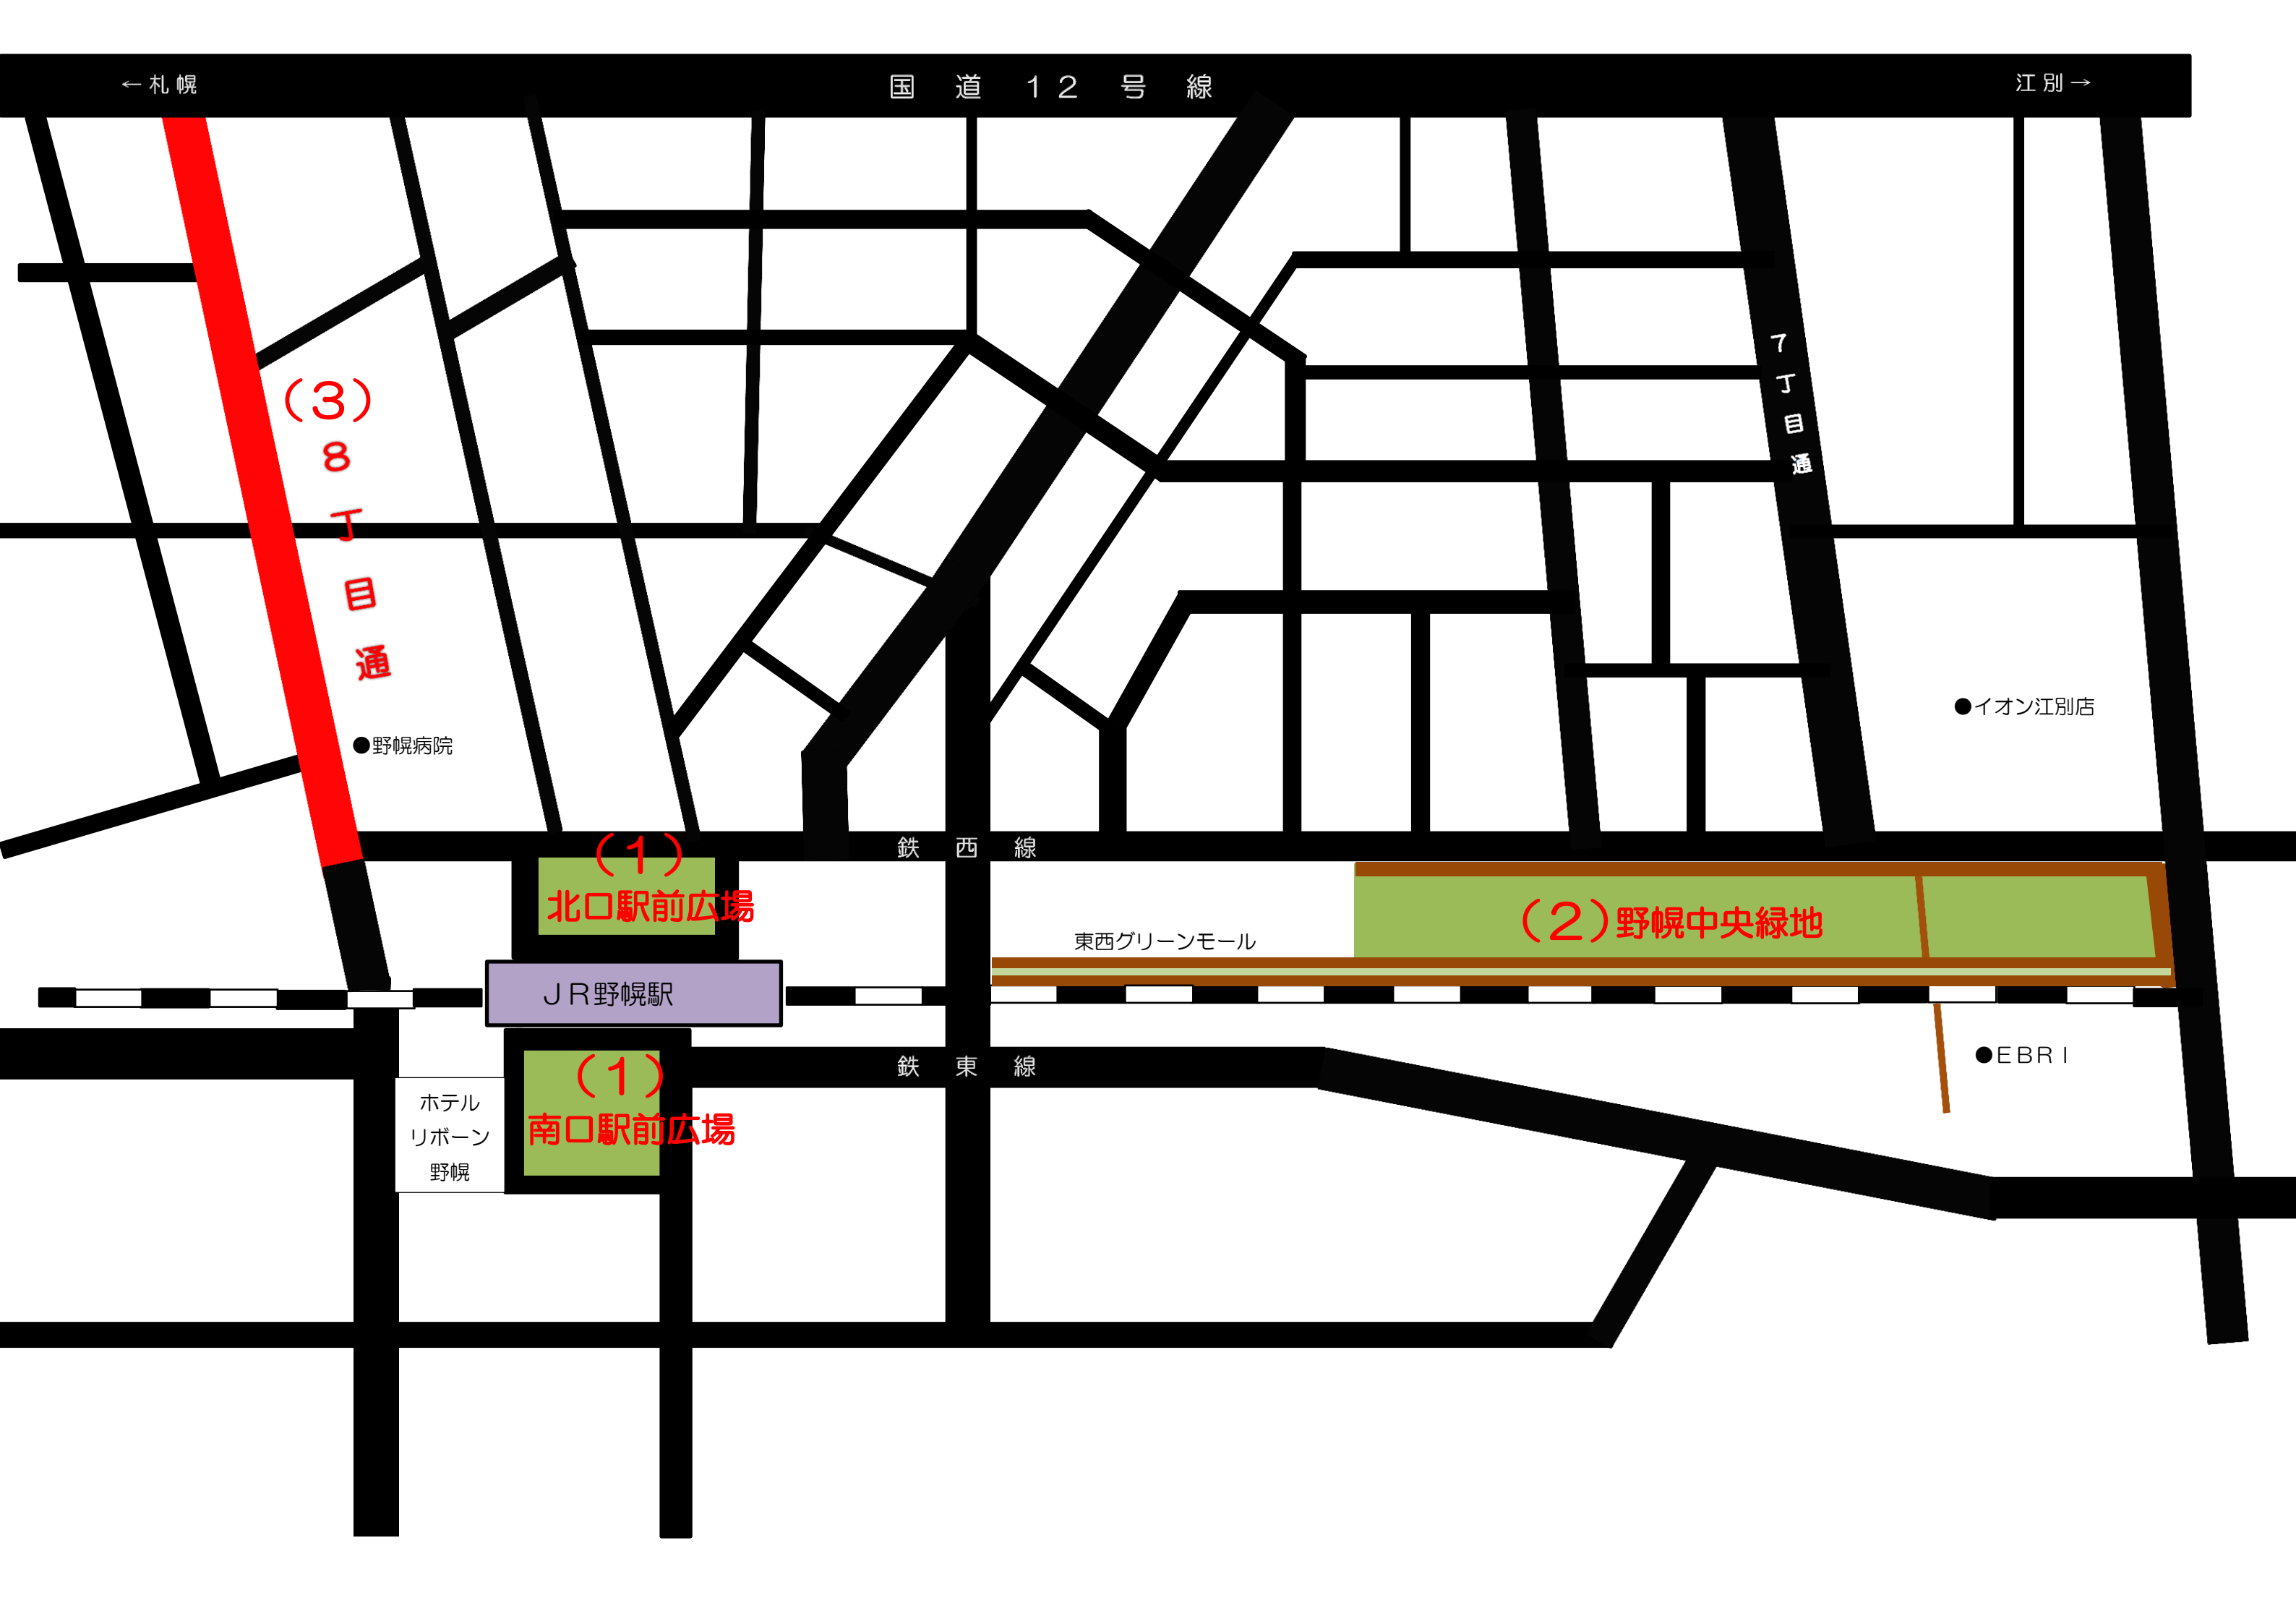 ←札幌
国道１２号線
江別→
７丁目通
（３）
８丁目通
●イオン江別店
●野幌病院
鉄西線
（１）
北口駅前広場
（２）野幌中央緑地
東西グリーンモール
ＪＲ野幌駅
●ＥＢＲＩ
鉄東線
（１）
南口駅前広場
ホテル
リボーン
野幌